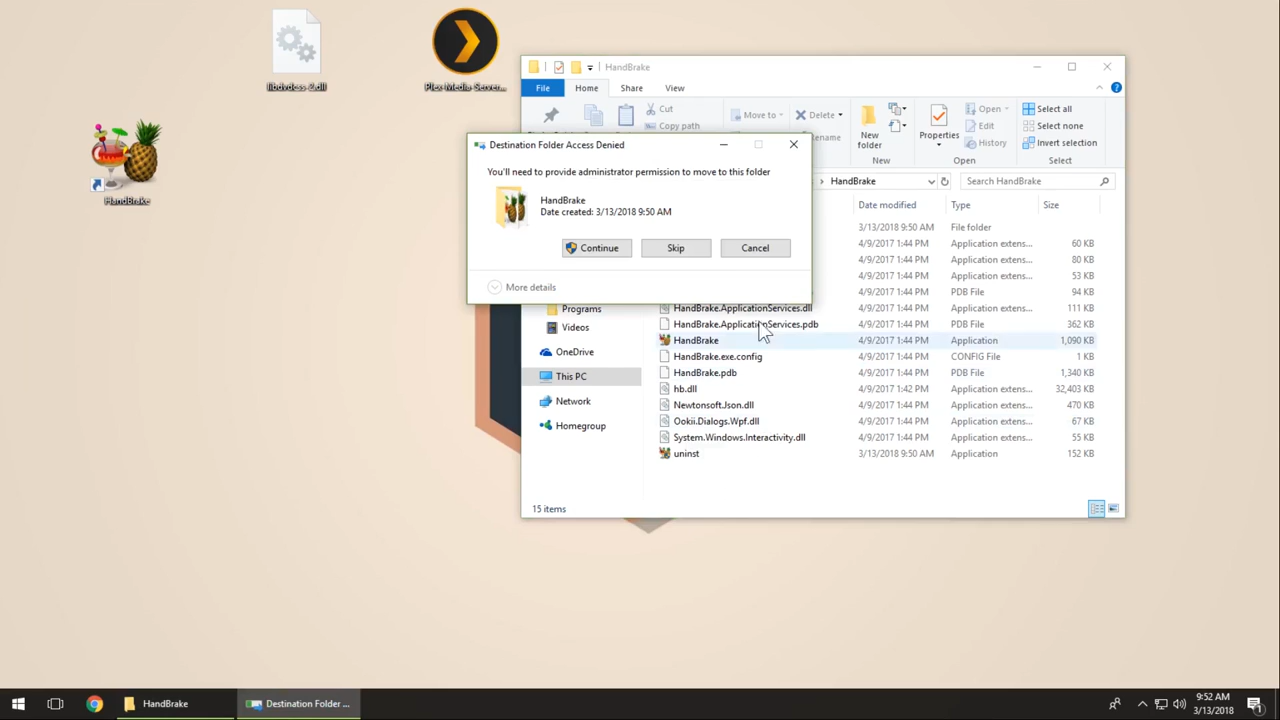 libdvdcss-2.dll
Plex-Media-Server...
HandBrake
HandBrake
File
Home
Share
View
Cut
Copy path
Move to
Delete
ename
New
folder
Properties
Open
Edit
History
Select all
Select none
Invert selection
New
Open
Select
Destination Folder Access Denied
You'll need to provide administrator permission to move to this folder
HandBrake
Date created: 3/13/2018 9:50 AM
Continue
Skip
Cancel
More details
HandBrake
Search HandBrake
Date modified
Type
Size
3/13/2018 9:50 AM File folder
4/9/2017 1:44 PM Application extens... 60 KB
4/9/2017 1:44 PM Application extens... 80 KB
4/9/2017 1:44 PM Application extens... 53 KB
4/9/2017 1:44 PM PDB File 94 KB
HandBrake.ApplicationServices.dll 4/9/2017 1:44 PM Application extens... 111 KB
HandBrake.ApplicationServices.pdb 4/9/2017 1:44 PM PDB File 362 KB
HandBrake 4/9/2017 1:44 PM Application 1,090 KB
HandBrake.exe.config 4/9/2017 1:44 PM CONFIG File 1 KB
HandBrake.pdb 4/9/2017 1:44 PM PDB File 1,340 KB
hb.dll 4/9/2017 1:42 PM Application extens... 32,403 KB
Newtonsoft.Json.dll 4/9/2017 1:44 PM Application extens... 470 KB
Ookii.Dialogs.Wpf.dll 4/9/2017 1:44 PM Application extens... 67 KB
System.Windows.Interactivity.dll 4/9/2017 1:44 PM Application extens... 55 KB
uninst 3/13/2018 9:50 AM Application 152 KB
Programs
Videos
OneDrive
This PC
Network
Homegroup
15 items
HandBrake
Destination Folder ...
9:52 AM
3/13/2018
1